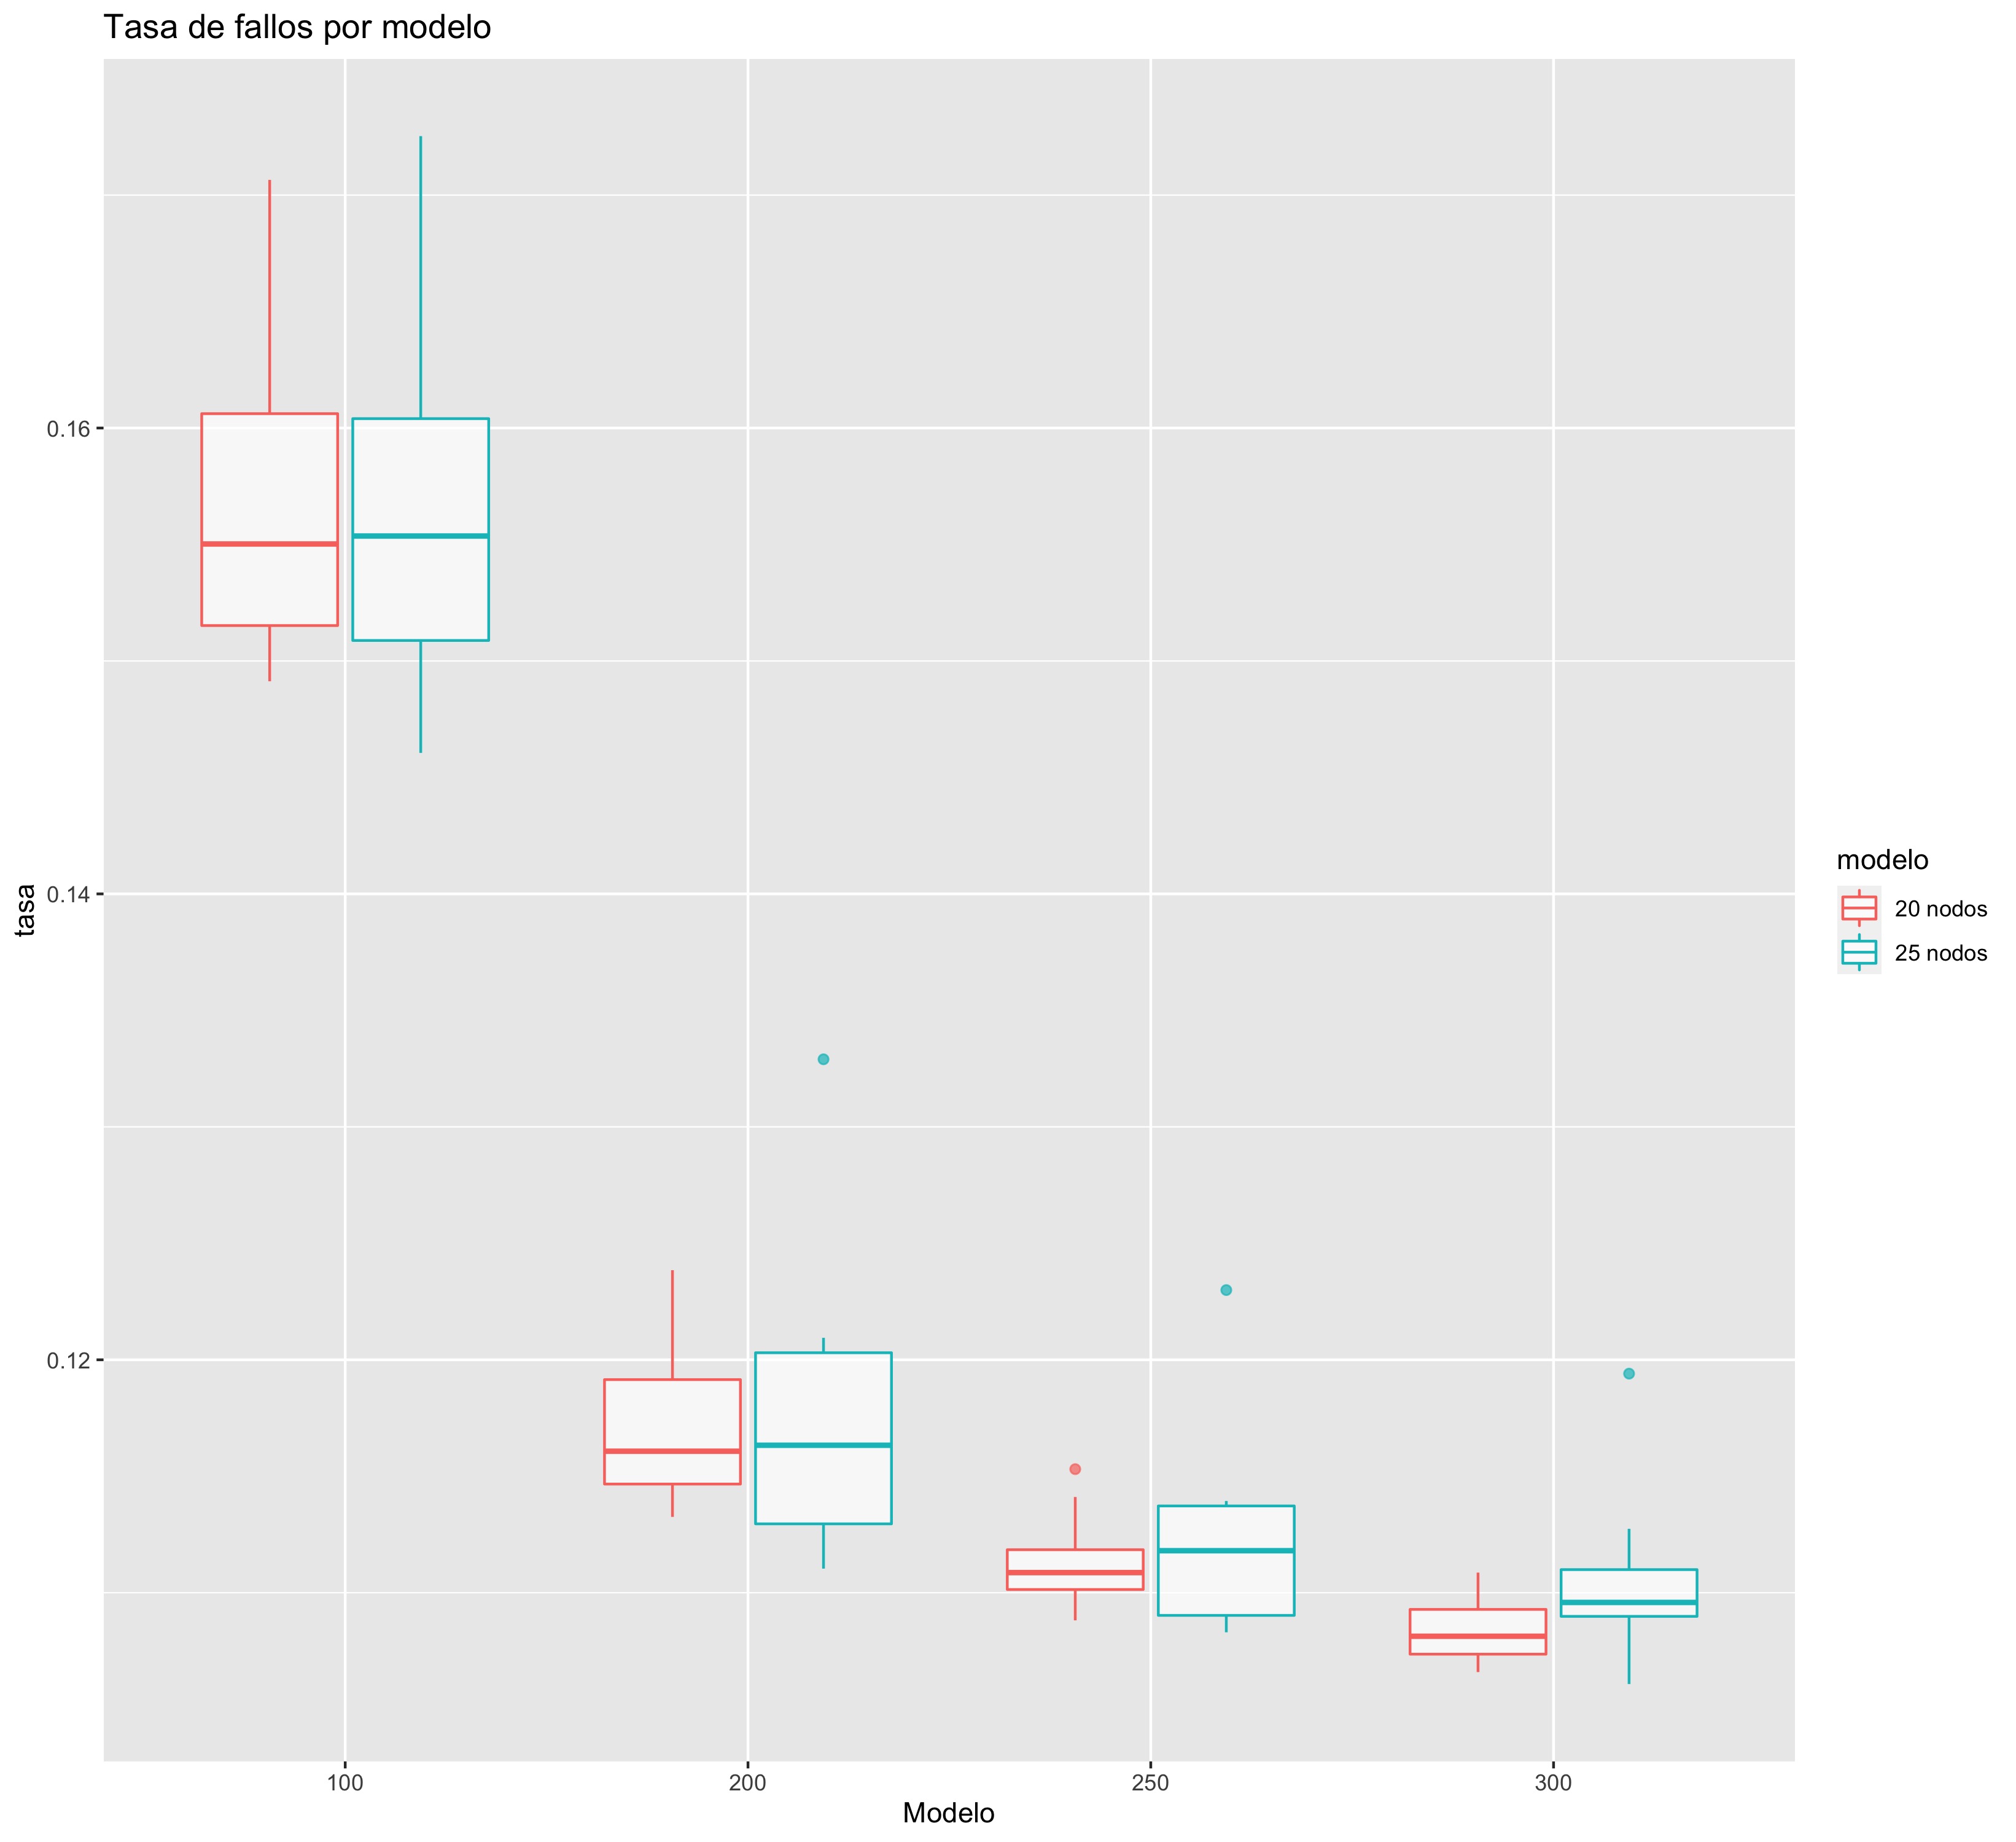 Tasa de fallos por modelo
tasa
0.16
0.14
0.12
100
200
250
300
Modelo
modelo
20 nodos
25 nodos